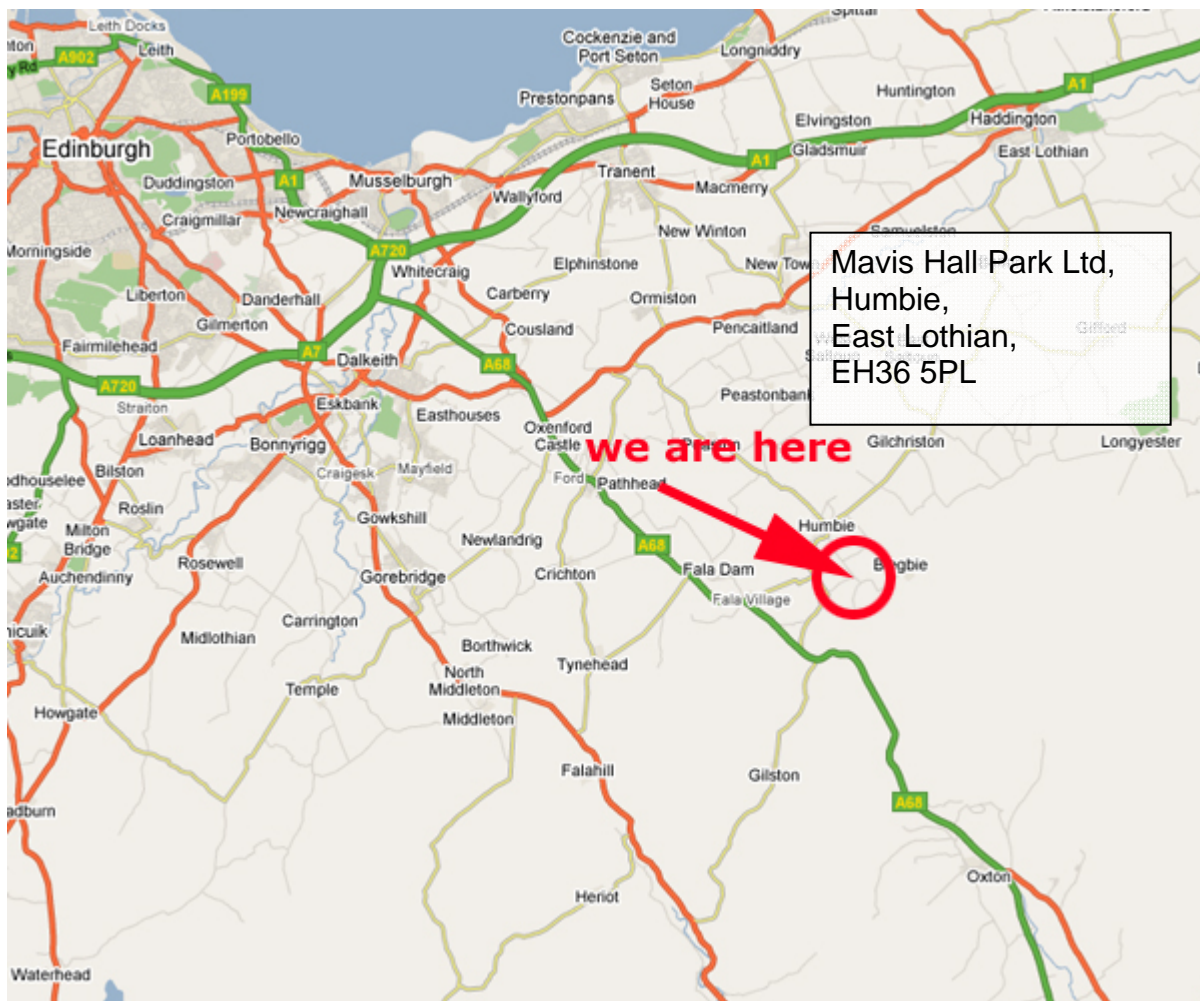 Leith Docks
Leith
A902
A199
Portobello
Edinburgh
Duddingston
A1
Musselburgh
Craigmillar
Newcraighall
Morningside
A720
Whitecraig
Liberton
Danderhall
Gilmerton
Fairmilehead
A7
Dalkeith
A720
Straiton
Eskbank
Easthouses
Loanhead
Bonnyrigg
Bilston
Craigesk
Mayfield
Roslin
Gowkshill
Milton
Bridge
Rosewell
Auchendinny
Gorebridge
Newlandrig
Carrington
Midlothian
Borthwick
Temple
North
Middleton
Middleton
Howgate
Waterhead
Cockenzie and
Port Seton
Longniddry
Seton
House
Prestonpans
Huntington
A1
Elvingston
Haddington
Gladsmuir
East Lothian
A1
Tranent
Macmerry
Wallyford
New Winton
Samuelston
Elphinstone
New Town
Carberry
Ormiston
Cousland
Pencaitland
A68
Gifford
Mavis Hall Park Ltd,
Humbie,
East Lothian,
EH36 5PL
Peastonbank
Oxenford
Castle
we are here
Gilchriston
Longyester
Ford
Pathhead
Humbie
A68
Crichton
Fala Dam
Fala Village
Tynehead
Falahill
Gilston
A68
Heriot
Oxton